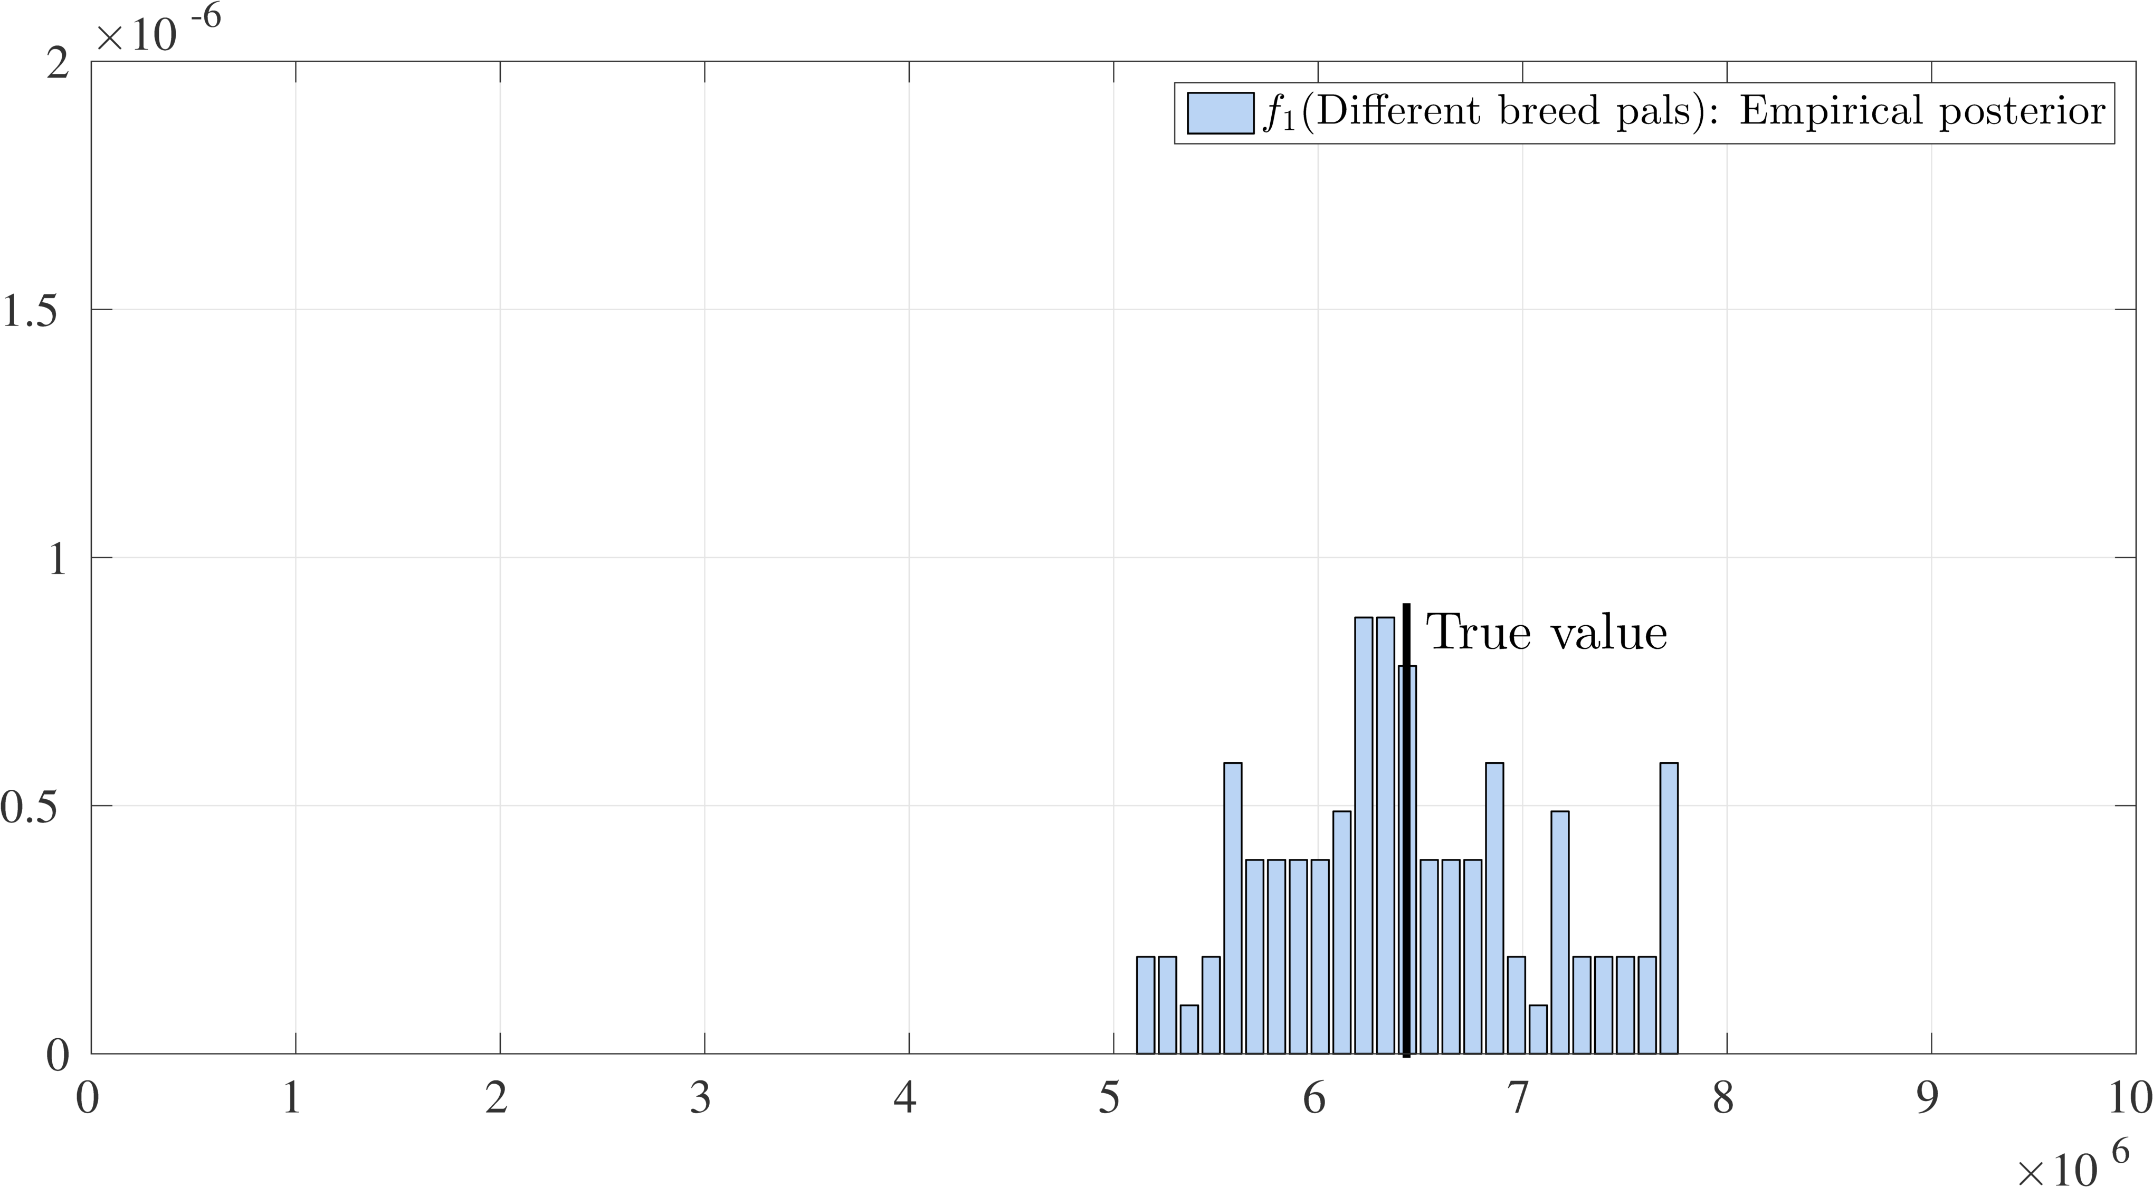 ×10 -6
2
f1(Different breed pals): Empirical posterior
1.5
1
True value
0.5
0
0 1 2 3 4 5 6 7 8 9 10
×10 6